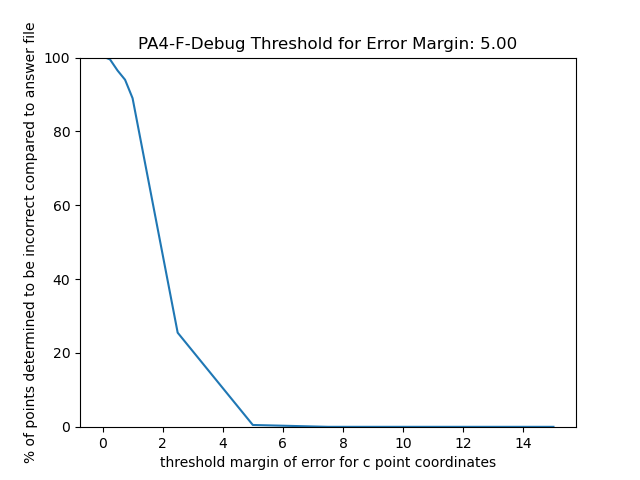 PA4-F-Debug Threshold for Error Margin: 5.00
% of points determined to be incorrect compared to answer file
100
80
60
40
20
0
0 2 4 6 8 10 12 14
threshold margin of error for c point coordinates